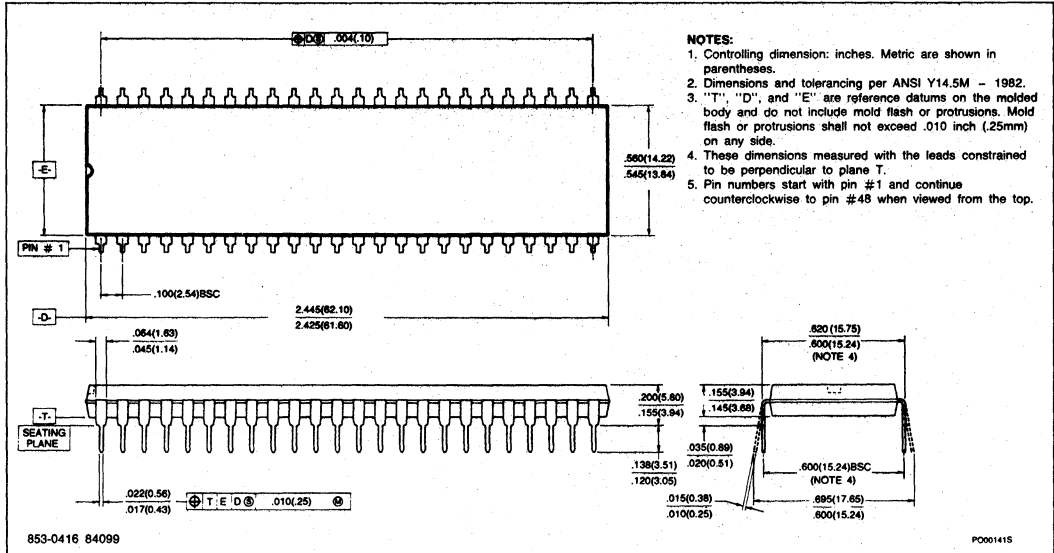 ⌖ D Ⓢ .004(.10)
NOTES:
1. Controlling dimension: inches. Metric are shown in
parentheses.
2. Dimensions and tolerancing per ANSI Y14.5M – 1982.
3. "T", "D", and "E" are reference datums on the molded
body and do not include mold flash or protrusions. Mold
flash or protrusions shall not exceed .010 inch (.25mm)
on any side.
4. These dimensions measured with the leads constrained
to be perpendicular to plane T.
5. Pin numbers start with pin #1 and continue
counterclockwise to pin #48 when viewed from the top.
-E-
.560(14.22)
.545(13.84)
PIN # 1
.100(2.54)BSC
-D-
2.445(62.10)
2.425(61.60)
.064(1.63)
.045(1.14)
.620(15.75)
.600(15.24)
(NOTE 4)
-T-
SEATING
PLANE
.200(5.80)
.155(3.94)
.155(3.94)
.145(3.68)
.138(3.51)
.120(3.05)
.035(0.89)
.020(0.51)
.600(15.24)BSC
(NOTE 4)
.022(0.56)
.017(0.43)
⌖ T E D Ⓢ .010(.25) Ⓜ
.015(0.38)
.010(0.25)
.695(17.65)
.600(15.24)
853-0416 84099
PO00141S